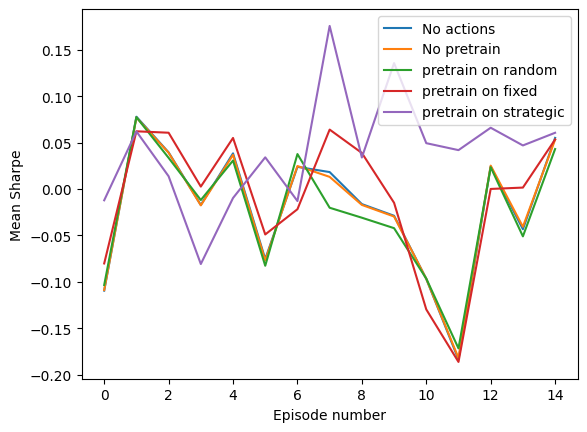 No actions
No pretrain
pretrain on random
pretrain on fixed
pretrain on strategic
Mean Sharpe
0.15
0.10
0.05
0.00
−0.05
−0.10
−0.15
−0.20
0 2 4 6 8 10 12 14
Episode number